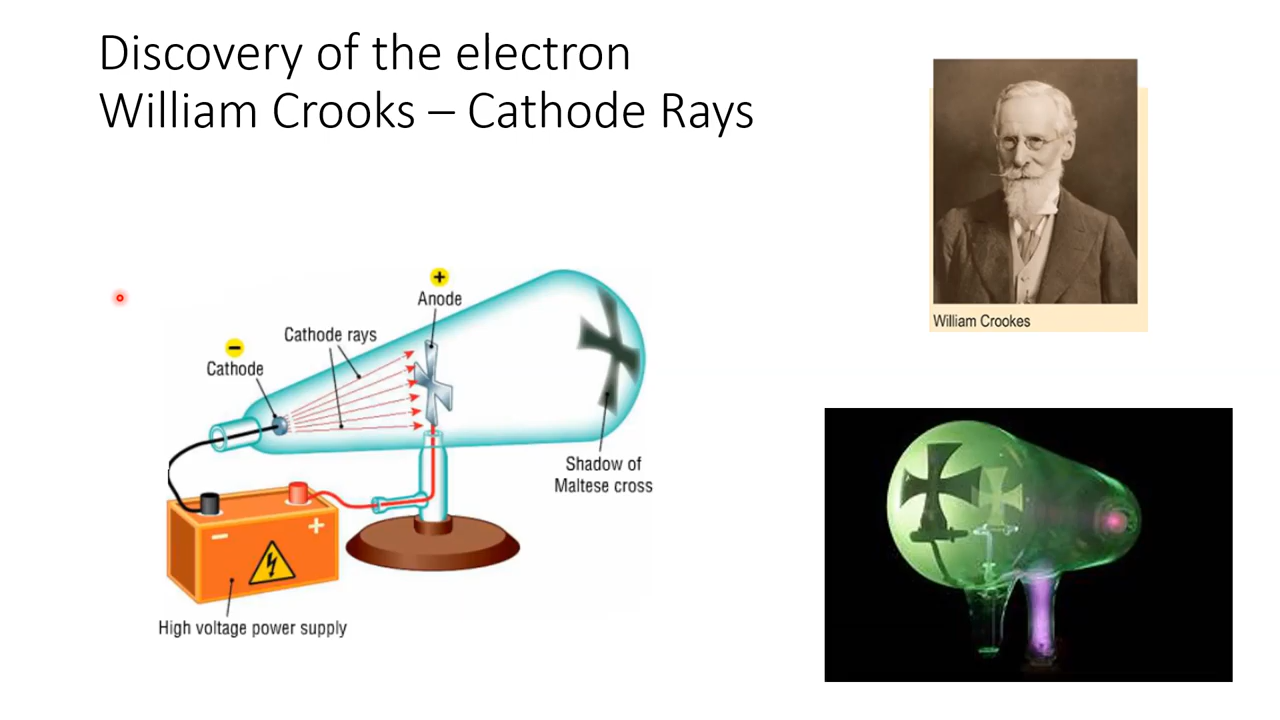 Discovery of the electron
William Crooks – Cathode Rays
William Crookes
+
Anode
Cathode rays
−
Cathode
Shadow of
Maltese cross
− +
High voltage power supply